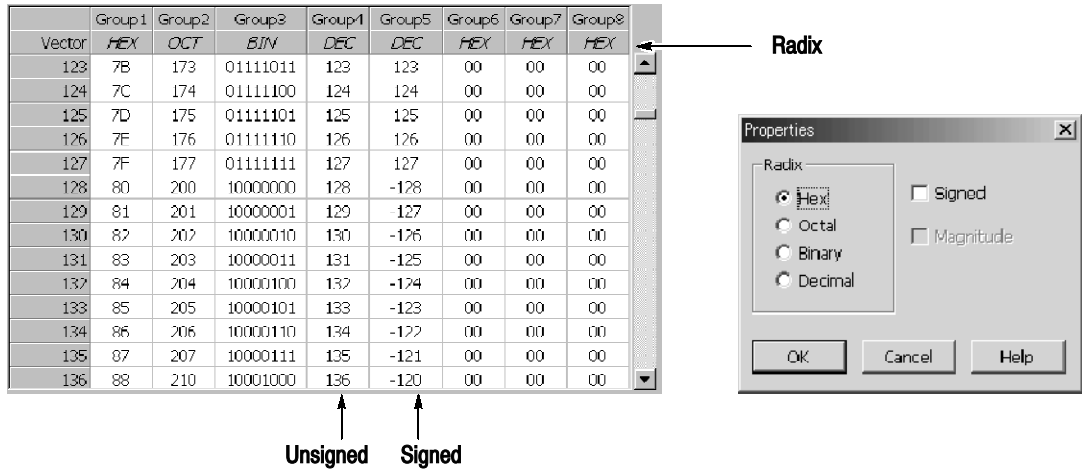 Group1 Group2 Group3 Group4 Group5 Group6 Group7 Group8
Vector HEX OCT BIN DEC DEC HEX HEX HEX
123 7B 173 01111011 123 123 00 00 00
124 7C 174 01111100 124 124 00 00 00
125 7D 175 01111101 125 125 00 00 00
126 7E 176 01111110 126 126 00 00 00
127 7F 177 01111111 127 127 00 00 00
128 80 200 10000000 128 -128 00 00 00
129 81 201 10000001 129 -127 00 00 00
130 82 202 10000010 130 -126 00 00 00
131 83 203 10000011 131 -125 00 00 00
132 84 204 10000100 132 -124 00 00 00
133 85 205 10000101 133 -123 00 00 00
134 86 206 10000110 134 -122 00 00 00
135 87 207 10000111 135 -121 00 00 00
136 88 210 10001000 136 -120 00 00 00
Unsigned Signed
Radix
Properties
Radix
Hex
Octal
Binary
Decimal
Signed
Magnitude
OK Cancel Help